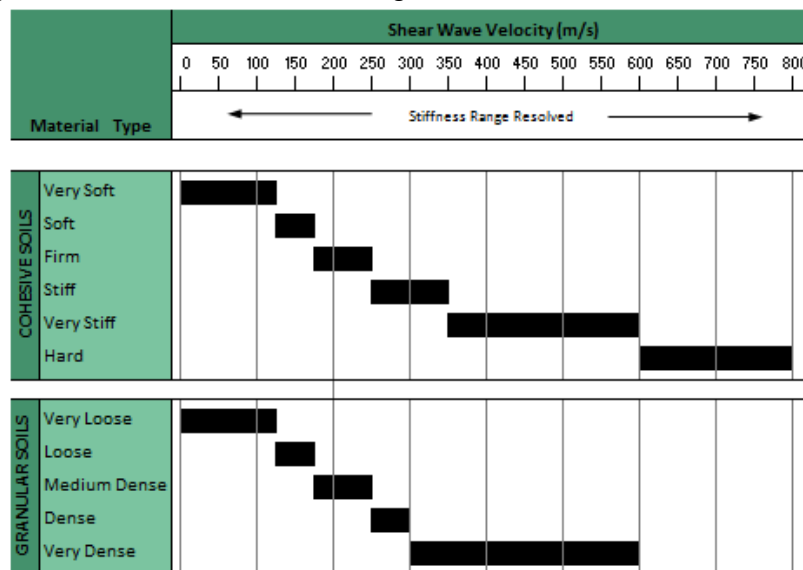 Shear Wave Velocity (m/s)
0 50 100 150 200 250 300 350 400 450 500 550 600 650 700 750 800
Material Type
Stiffness Range Resolved
COHESIVE SOILS
Very Soft
Soft
Firm
Stiff
Very Stiff
Hard
GRANULAR SOILS
Very Loose
Loose
Medium Dense
Dense
Very Dense